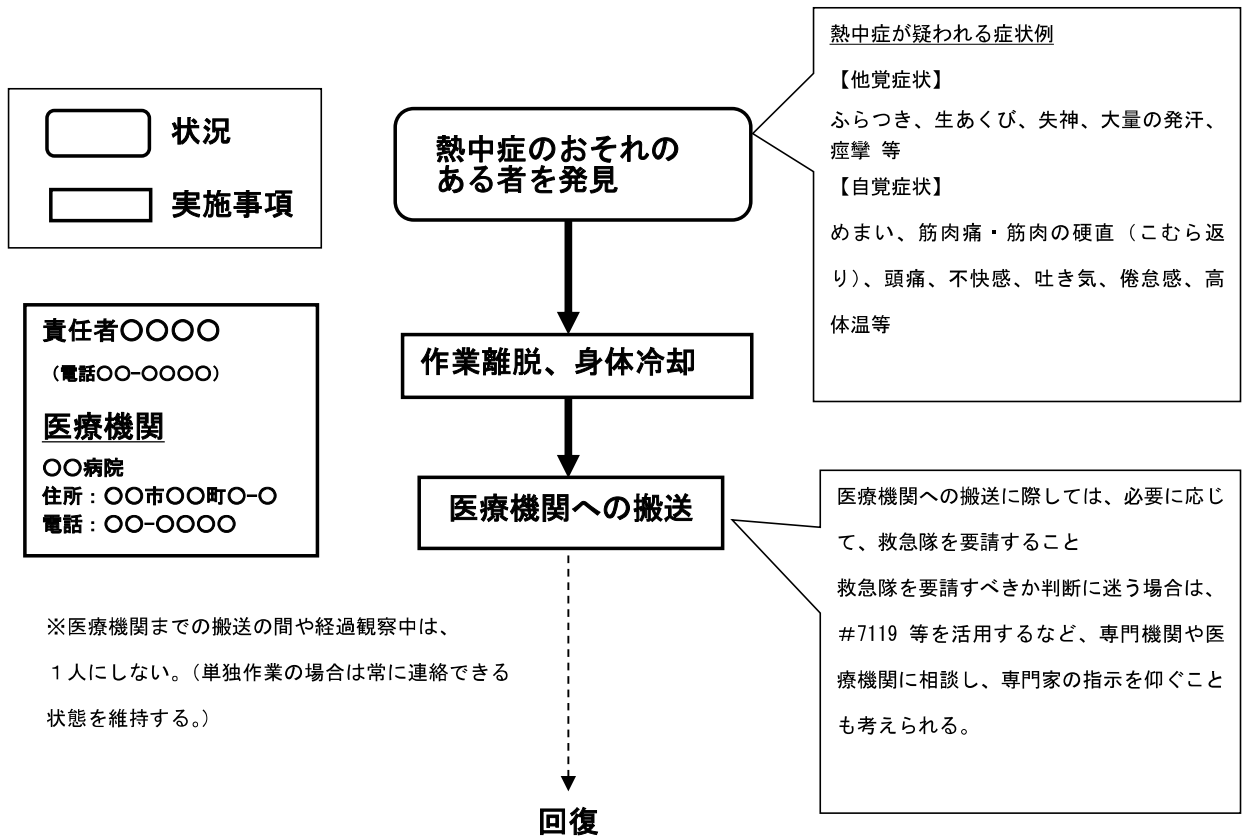 状況
実施事項
責任者〇〇〇〇
（電話〇〇-〇〇〇〇）
医療機関
〇〇病院
住所：〇〇市〇〇町〇-〇
電話：〇〇-〇〇〇〇
※医療機関までの搬送の間や経過観察中は、
１人にしない。（単独作業の場合は常に連絡できる
状態を維持する。）
熱中症のおそれの
ある者を発見
作業離脱、身体冷却
医療機関への搬送
回復
熱中症が疑われる症状例
【他覚症状】
ふらつき、生あくび、失神、大量の発汗、
痙攣 等
【自覚症状】
めまい、筋肉痛・筋肉の硬直（こむら返
り）、頭痛、不快感、吐き気、倦怠感、高
体温等
医療機関への搬送に際しては、必要に応じ
て、救急隊を要請すること
救急隊を要請すべきか判断に迷う場合は、
＃7119 等を活用するなど、専門機関や医
療機関に相談し、専門家の指示を仰ぐこと
も考えられる。